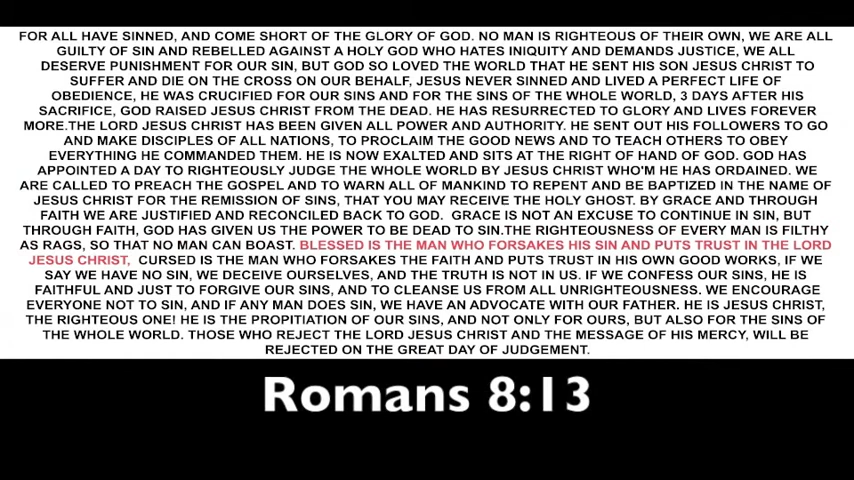 FOR ALL HAVE SINNED, AND COME SHORT OF THE GLORY OF GOD. NO MAN IS RIGHTEOUS OF THEIR OWN, WE ARE ALL
GUILTY OF SIN AND REBELLED AGAINST A HOLY GOD WHO HATES INIQUITY AND DEMANDS JUSTICE, WE ALL
DESERVE PUNISHMENT FOR OUR SIN, BUT GOD SO LOVED THE WORLD THAT HE SENT HIS SON JESUS CHRIST TO
SUFFER AND DIE ON THE CROSS ON OUR BEHALF, JESUS NEVER SINNED AND LIVED A PERFECT LIFE OF
OBEDIENCE, HE WAS CRUCIFIED FOR OUR SINS AND FOR THE SINS OF THE WHOLE WORLD, 3 DAYS AFTER HIS
SACRIFICE, GOD RAISED JESUS CHRIST FROM THE DEAD. HE HAS RESURRECTED TO GLORY AND LIVES FOREVER
MORE.THE LORD JESUS CHRIST HAS BEEN GIVEN ALL POWER AND AUTHORITY. HE SENT OUT HIS FOLLOWERS TO GO
AND MAKE DISCIPLES OF ALL NATIONS, TO PROCLAIM THE GOOD NEWS AND TO TEACH OTHERS TO OBEY
EVERYTHING HE COMMANDED THEM. HE IS NOW EXALTED AND SITS AT THE RIGHT OF HAND OF GOD. GOD HAS
APPOINTED A DAY TO RIGHTEOUSLY JUDGE THE WHOLE WORLD BY JESUS CHRIST WHO'M HE HAS ORDAINED. WE
ARE CALLED TO PREACH THE GOSPEL AND TO WARN ALL OF MANKIND TO REPENT AND BE BAPTIZED IN THE NAME OF
JESUS CHRIST FOR THE REMISSION OF SINS, THAT YOU MAY RECEIVE THE HOLY GHOST. BY GRACE AND THROUGH
FAITH WE ARE JUSTIFIED AND RECONCILED BACK TO GOD. GRACE IS NOT AN EXCUSE TO CONTINUE IN SIN, BUT
THROUGH FAITH, GOD HAS GIVEN US THE POWER TO BE DEAD TO SIN.THE RIGHTEOUSNESS OF EVERY MAN IS FILTHY
AS RAGS, SO THAT NO MAN CAN BOAST. BLESSED IS THE MAN WHO FORSAKES HIS SIN AND PUTS TRUST IN THE LORD
JESUS CHRIST, CURSED IS THE MAN WHO FORSAKES THE FAITH AND PUTS TRUST IN HIS OWN GOOD WORKS, IF WE
SAY WE HAVE NO SIN, WE DECEIVE OURSELVES, AND THE TRUTH IS NOT IN US. IF WE CONFESS OUR SINS, HE IS
FAITHFUL AND JUST TO FORGIVE OUR SINS, AND TO CLEANSE US FROM ALL UNRIGHTEOUSNESS. WE ENCOURAGE
EVERYONE NOT TO SIN, AND IF ANY MAN DOES SIN, WE HAVE AN ADVOCATE WITH OUR FATHER. HE IS JESUS CHRIST,
THE RIGHTEOUS ONE! HE IS THE PROPITIATION OF OUR SINS, AND NOT ONLY FOR OURS, BUT ALSO FOR THE SINS OF
THE WHOLE WORLD. THOSE WHO REJECT THE LORD JESUS CHRIST AND THE MESSAGE OF HIS MERCY, WILL BE
REJECTED ON THE GREAT DAY OF JUDGEMENT.
Romans 8:13